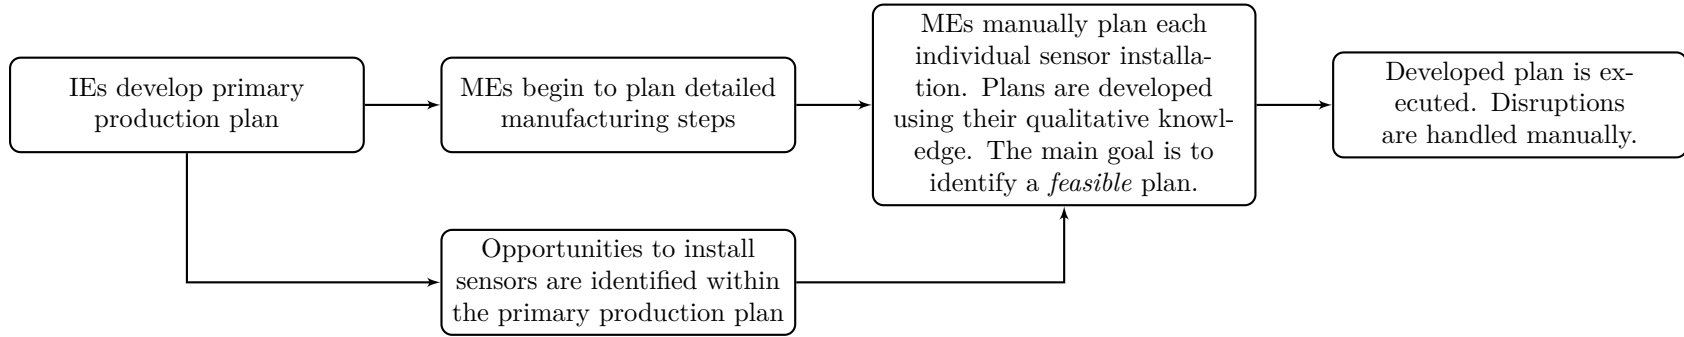 IEs develop primary
production plan
MEs begin to plan detailed
manufacturing steps
MEs manually plan each
individual sensor installa-
tion. Plans are developed
using their qualitative knowl-
edge. The main goal is to
identify a feasible plan.
Developed plan is ex-
ecuted. Disruptions
are handled manually.
Opportunities to install
sensors are identified within
the primary production plan